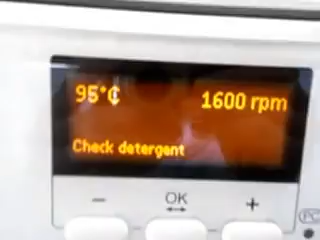 95°C 1600 rpm
Check detergent
− OK +